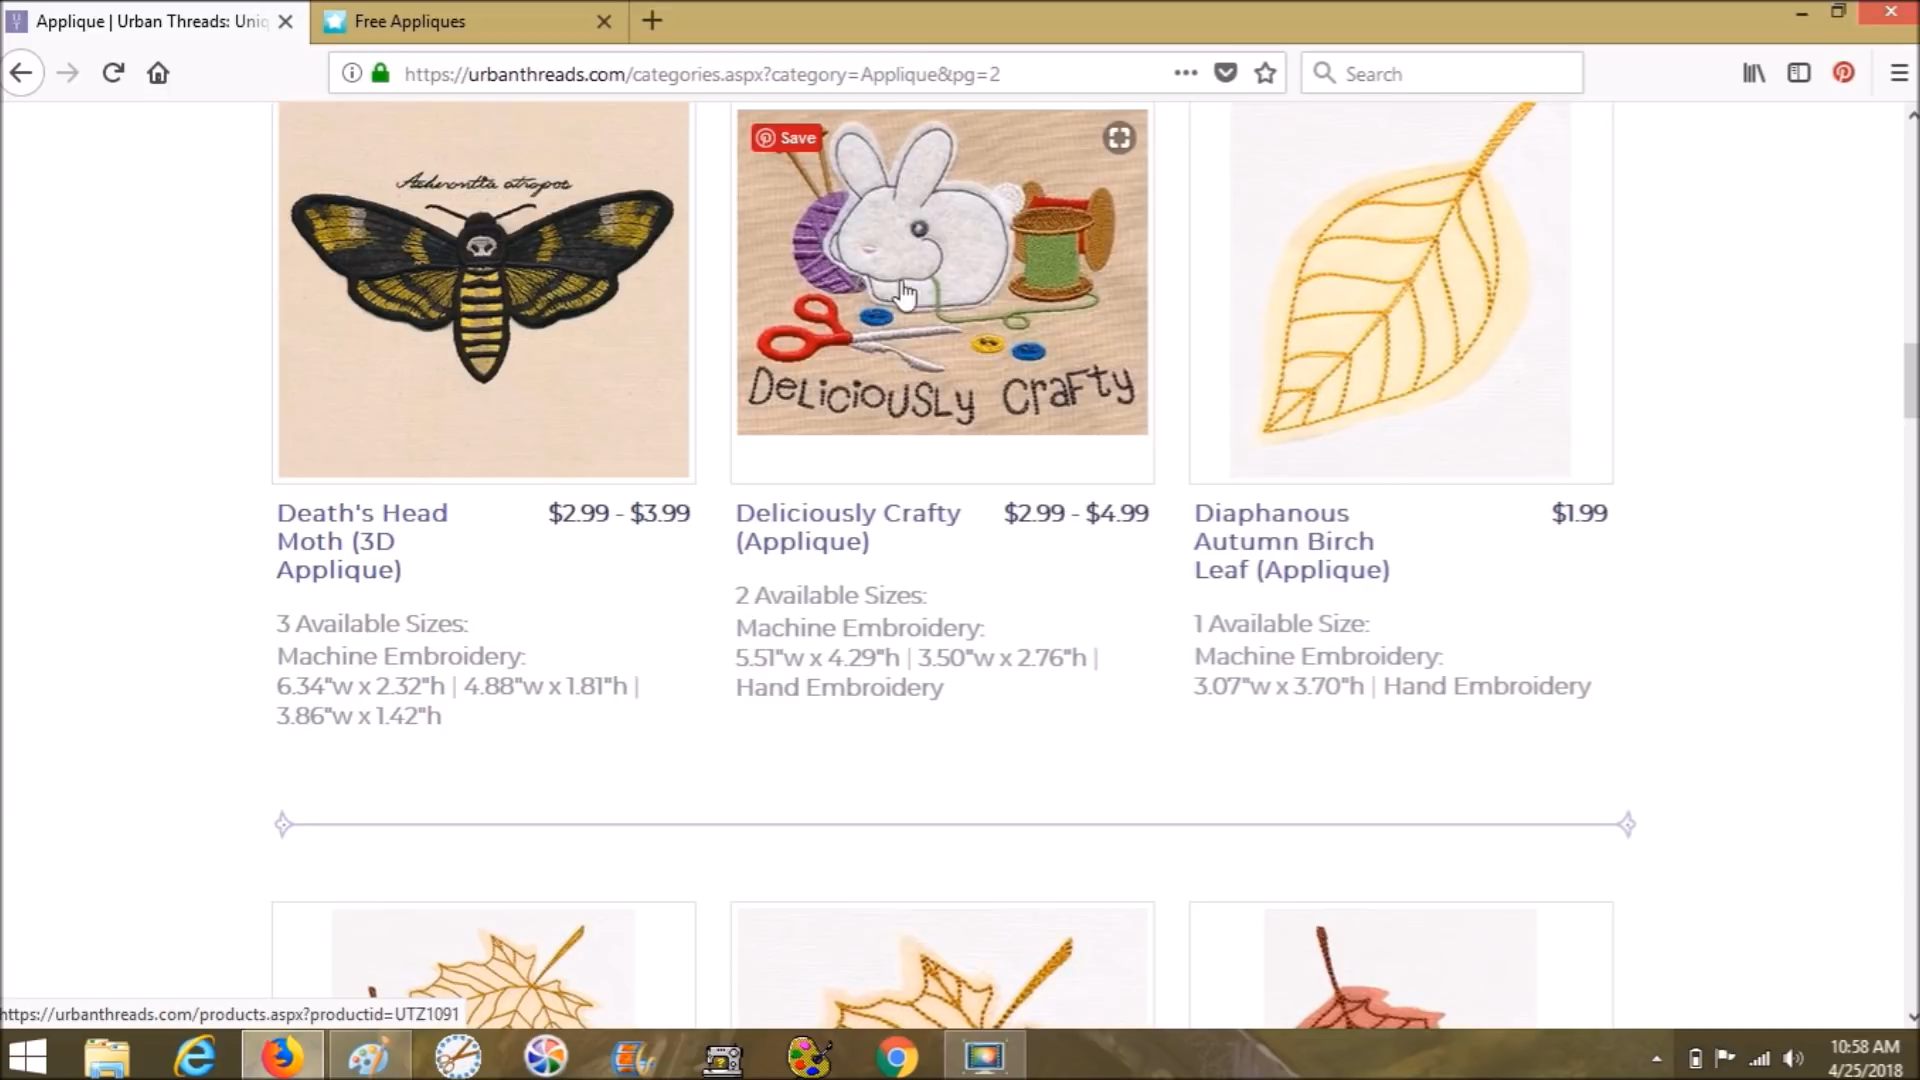 Applique | Urban Threads: Uniq
Free Appliques
https://urbanthreads.com/categories.aspx?category=Applique&pg=2
Search
Acherontia atropos
Save
Deliciously Crafty
Death's Head
Moth (3D
Applique)
$2.99 - $3.99
3 Available Sizes:
Machine Embroidery:
6.34"w x 2.32"h | 4.88"w x 1.81"h |
3.86"w x 1.42"h
Deliciously Crafty
(Applique)
$2.99 - $4.99
2 Available Sizes:
Machine Embroidery:
5.51"w x 4.29"h | 3.50"w x 2.76"h |
Hand Embroidery
Diaphanous
Autumn Birch
Leaf (Applique)
$1.99
1 Available Size:
Machine Embroidery:
3.07"w x 3.70"h | Hand Embroidery
https://urbanthreads.com/products.aspx?productid=UTZ1091
10:58 AM
4/25/2018